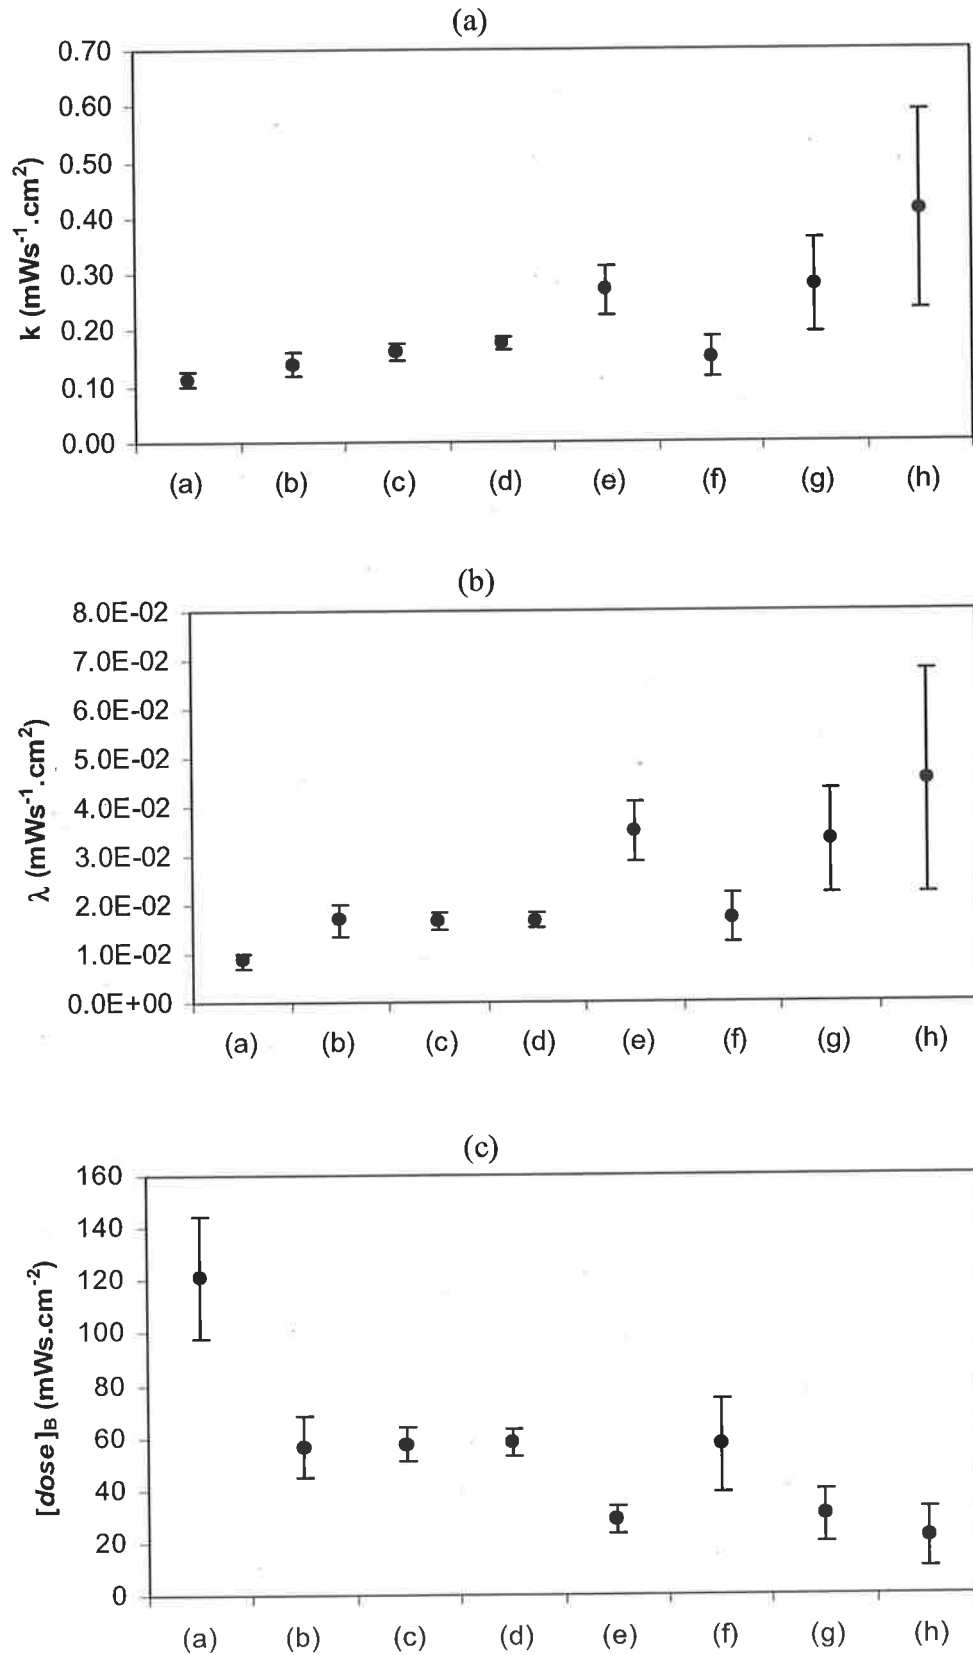 (a)
0.70
0.60
0.50
0.40
0.30
0.20
0.10
0.00
k (mWs⁻¹.cm²)
(a) (b) (c) (d) (e) (f) (g) (h)
(b)
8.0E-02
7.0E-02
6.0E-02
5.0E-02
4.0E-02
3.0E-02
2.0E-02
1.0E-02
0.0E+00
λ (mWs⁻¹.cm²)
(a) (b) (c) (d) (e) (f) (g) (h)
(c)
160
140
120
100
80
60
40
20
0
[dose]B (mWs.cm⁻²)
(a) (b) (c) (d) (e) (f) (g) (h)